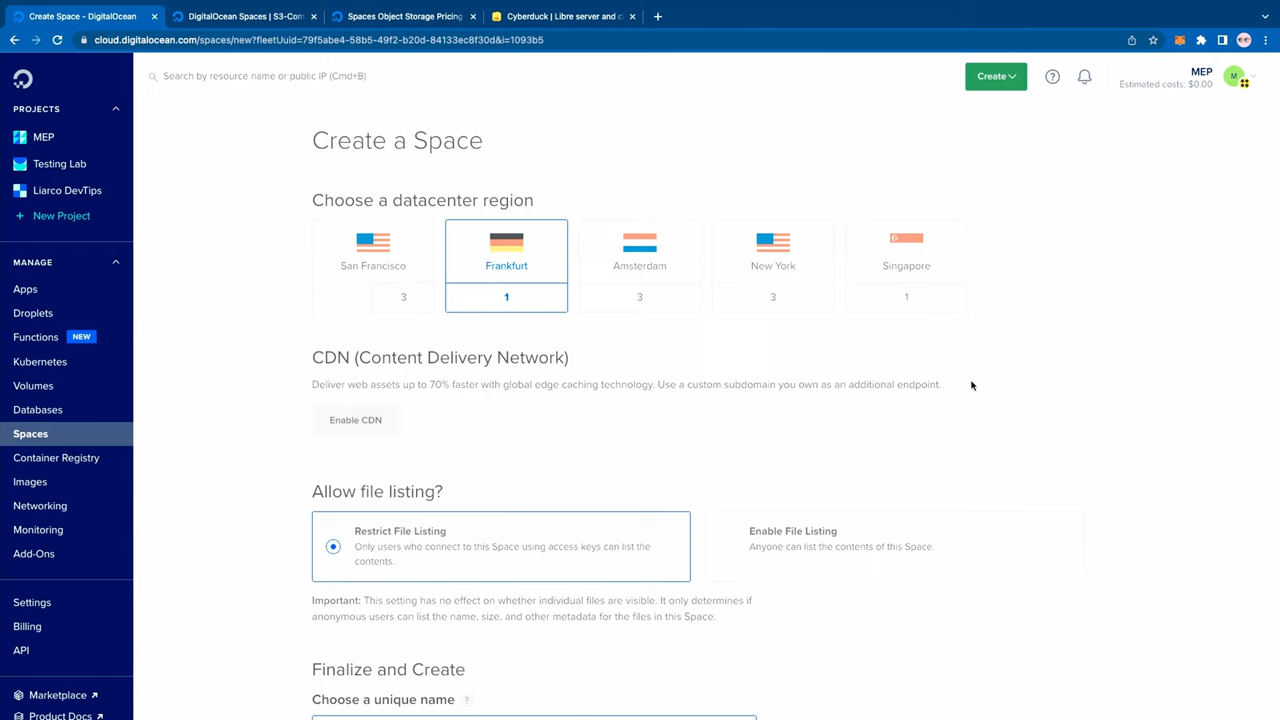 Create Space - DigitalOcean
DigitalOcean Spaces | S3-Com
Spaces Object Storage Pricing
Cyberduck | Libre server and c
cloud.digitalocean.com/spaces/new?fleetUuid=79f5abe4-58b5-49f2-b20d-84133ec8f30d&i=1093b5
Search by resource name or public IP (Cmd+B)
Create
?
MEP
Estimated costs: $0.00
M
PROJECTS
MEP
Testing Lab
Liarco DevTips
+ New Project
MANAGE
Apps
Droplets
Functions NEW
Kubernetes
Volumes
Databases
Spaces
Container Registry
Images
Networking
Monitoring
Add-Ons
Settings
Billing
API
Marketplace
Product Docs
Create a Space
Choose a datacenter region
San Francisco
Frankfurt
Amsterdam
New York
Singapore
3
1
3
3
1
CDN (Content Delivery Network)
Deliver web assets up to 70% faster with global edge caching technology. Use a custom subdomain you own as an additional endpoint.
Enable CDN
Allow file listing?
Restrict File Listing
Only users who connect to this Space using access keys can list the
contents.
Enable File Listing
Anyone can list the contents of this Space.
Important: This setting has no effect on whether individual files are visible. It only determines if
anonymous users can list the name, size, and other metadata for the files in this Space.
Finalize and Create
Choose a unique name ?